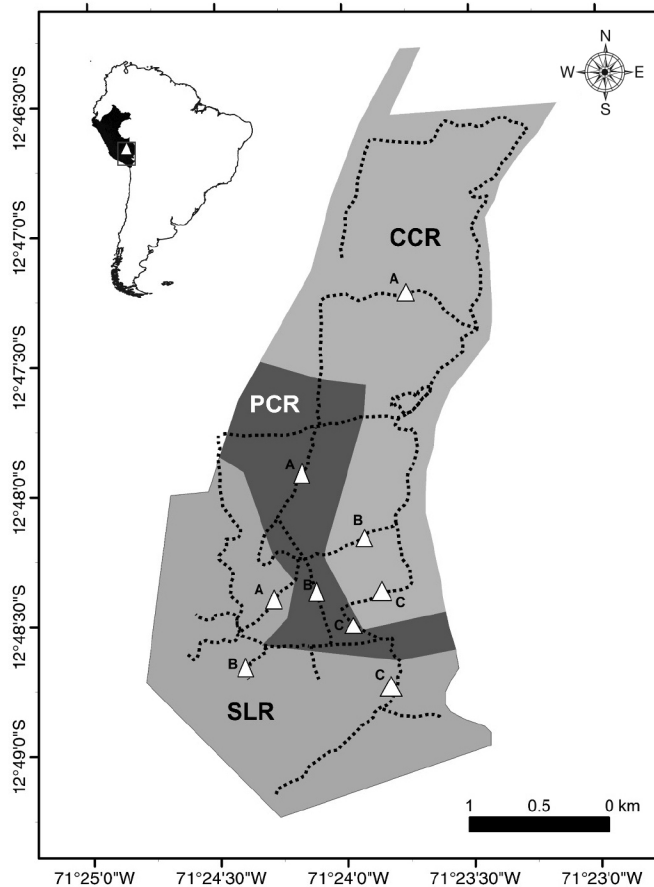 N
W E
S
12°46'30"S
12°47'0"S
12°47'30"S
12°48'0"S
12°48'30"S
12°49'0"S
CCR
A
PCR
A
B
A
B
C
C
B
C
SLR
1 0.5 0 km
71°25'0"W 71°24'30"W 71°24'0"W 71°23'30"W 71°23'0"W